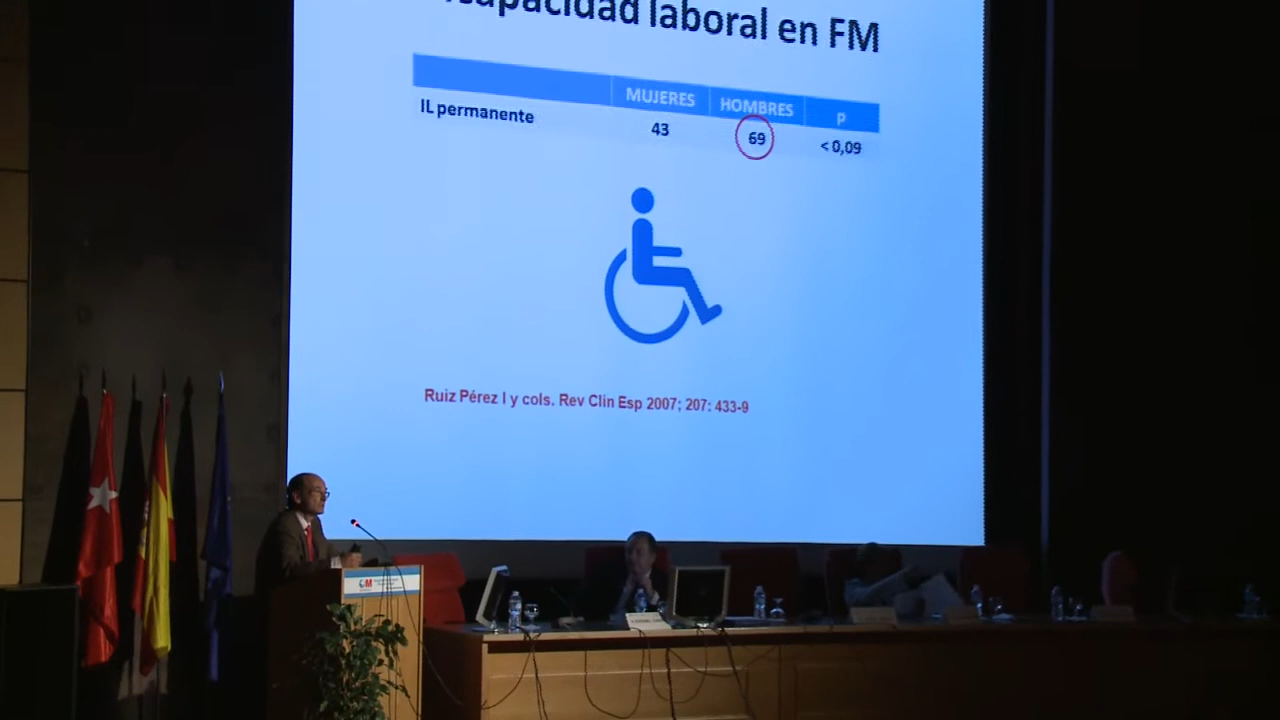 capacidad laboral en FM
MUJERES HOMBRES p
IL permanente 43 69 < 0,09
Ruiz Pérez I y cols. Rev Clin Esp 2007; 207: 433-9